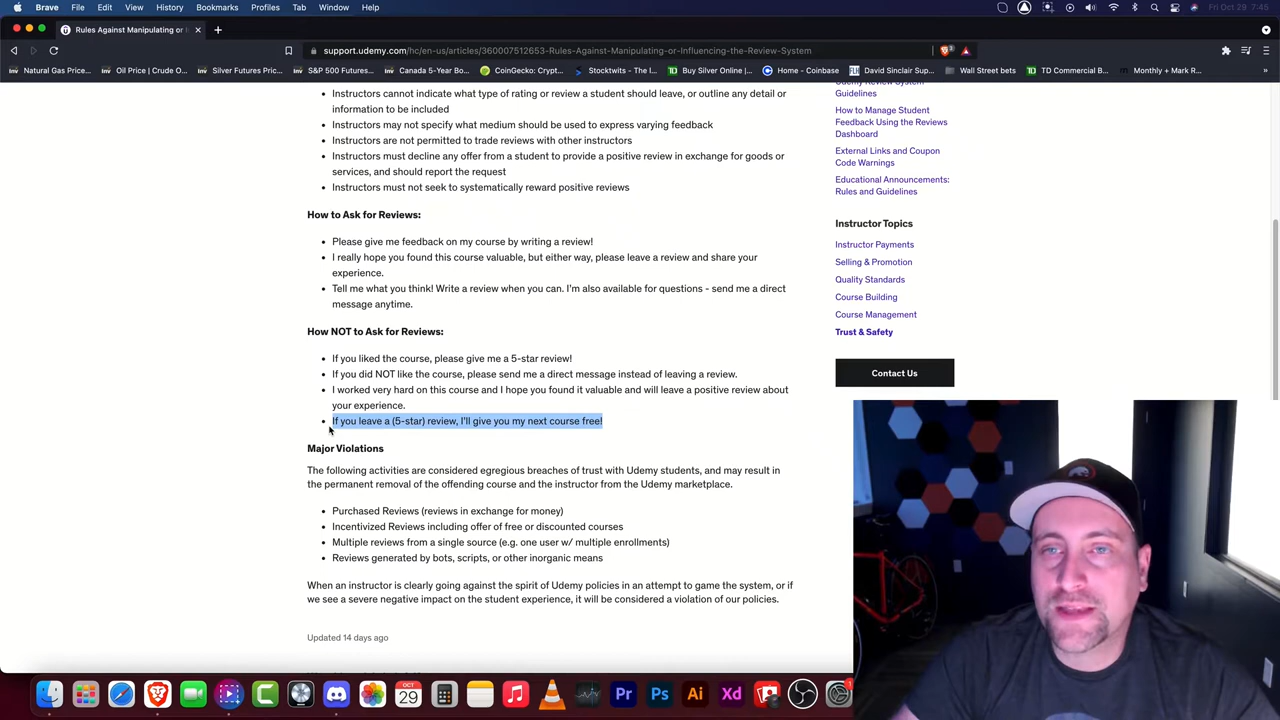 Brave File Edit View History Bookmarks Profiles Tab Window Help Fri Oct 29 7:45
Rules Against Manipulating or
support.udemy.com/hc/en-us/articles/360007512653-Rules-Against-Manipulating-or-Influencing-the-Review-System
Natural Gas Price... Oil Price | Crude O... Silver Futures Pric... S&P 500 Futures... Canada 5-Year Bo... CoinGecko: Crypt... Stocktwits - The l... Buy Silver Online |... Home - Coinbase David Sinclair Sup... Wall Street bets TD Commercial B... Monthly + Mark R...
Instructors cannot indicate what type of rating or review a student should leave, or outline any detail or
information to be included
Instructors may not specify what medium should be used to express varying feedback
Instructors are not permitted to trade reviews with other instructors
Instructors must decline any offer from a student to provide a positive review in exchange for goods or
services, and should report the request
Instructors must not seek to systematically reward positive reviews
How to Ask for Reviews:
Please give me feedback on my course by writing a review!
I really hope you found this course valuable, but either way, please leave a review and share your
experience.
Tell me what you think! Write a review when you can. I'm also available for questions - send me a direct
message anytime.
How NOT to Ask for Reviews:
If you liked the course, please give me a 5-star review!
If you did NOT like the course, please send me a direct message instead of leaving a review.
I worked very hard on this course and I hope you found it valuable and will leave a positive review about
your experience.
If you leave a (5-star) review, I'll give you my next course free!
Major Violations
The following activities are considered egregious breaches of trust with Udemy students, and may result in
the permanent removal of the offending course and the instructor from the Udemy marketplace.
Purchased Reviews (reviews in exchange for money)
Incentivized Reviews including offer of free or discounted courses
Multiple reviews from a single source (e.g. one user w/ multiple enrollments)
Reviews generated by bots, scripts, or other inorganic means
When an instructor is clearly going against the spirit of Udemy policies in an attempt to game the system, or if
we see a severe negative impact on the student experience, it will be considered a violation of our policies.
Updated 14 days ago
Udemy Review System
Guidelines
How to Manage Student
Feedback Using the Reviews
Dashboard
External Links and Coupon
Code Warnings
Educational Announcements:
Rules and Guidelines
Instructor Topics
Instructor Payments
Selling & Promotion
Quality Standards
Course Building
Course Management
Trust & Safety
Contact Us
OCT
29
Pr Ps Ai Xd